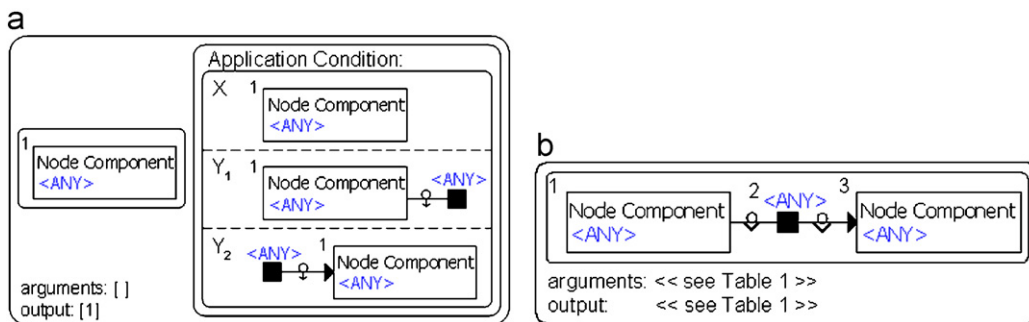 a
Application Condition:
X 1
Node Component
<ANY>
1
Node Component
<ANY>
Y1 1
Node Component
<ANY>
<ANY>
Y2 <ANY> 1
Node Component
<ANY>
arguments: [ ]
output: [1]
b
1
Node Component
<ANY>
2
<ANY>
3
Node Component
<ANY>
arguments: << see Table 1 >>
output: << see Table 1 >>